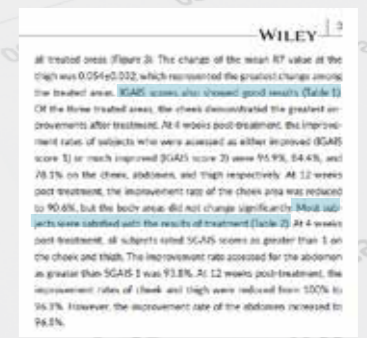 WILEY 3
all treated areas (Figure 3). The change of the mean R7 value at the
thigh was 0.054±0.032, which represented the greatest change among
the treated areas. IGAIS scores also showed good results (Table 1).
Of the three treated areas, the cheek demonstrated the greatest im-
provements after treatment. At 4 weeks post-treatment, the improve-
ment rates of subjects who were assessed as either improved (IGAIS
score 1) or much improved (IGAIS score 2) were 96.9%, 84.4%, and
78.1% on the cheek, abdomen, and thigh respectively. At 12 weeks
post-treatment, the improvement rate of the cheek area was reduced
to 90.6%, but the body areas did not change significantly. Most sub-
jects were satisfied with the results of treatment (Table 2). At 4 weeks
post-treatment, all subjects rated SGAIS scores as greater than 1 on
the cheek and thigh. The improvement rate assessed for the abdomen
as greater than SGAIS 1 was 93.8%. At 12 weeks post-treatment, the
improvement rates of cheek and thigh were reduced from 100% to
96.9%. However, the improvement rate of the abdomen increased to
96.8%.